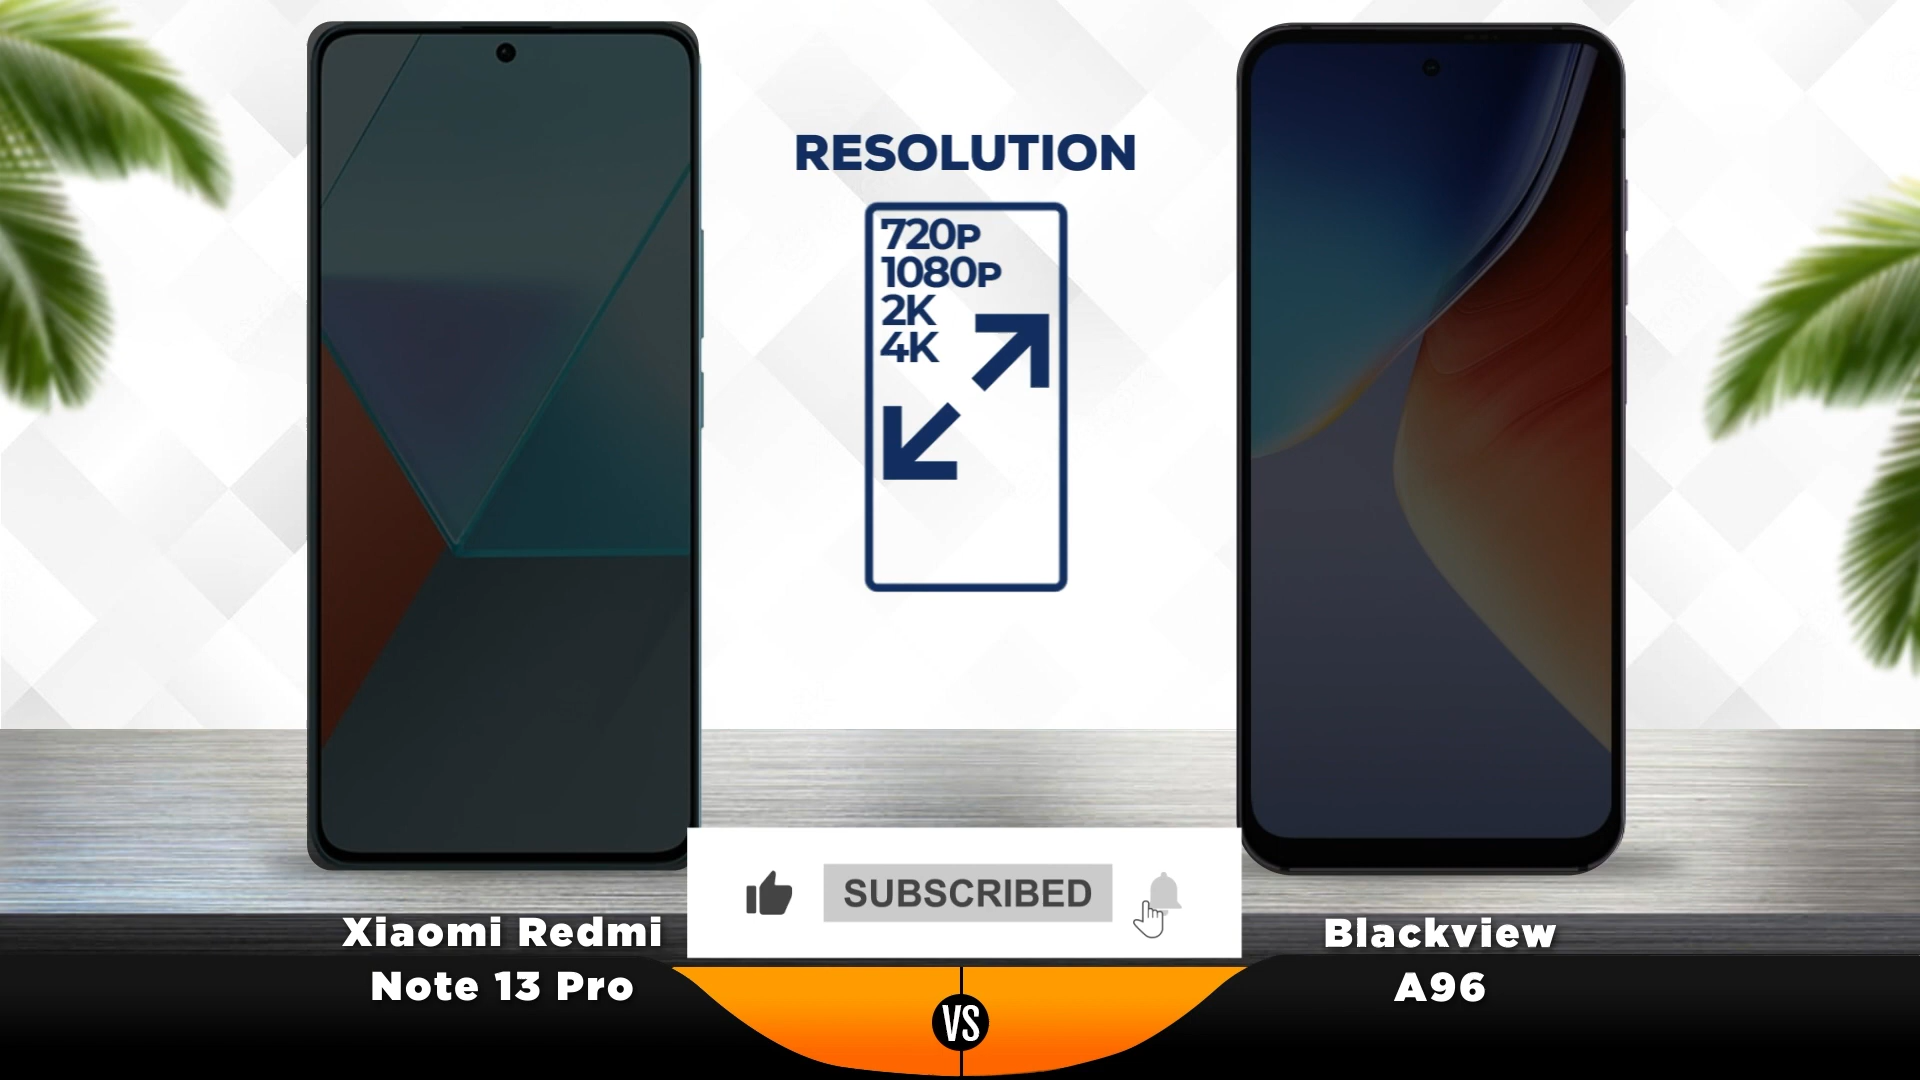 RESOLUTION
720P
1080P
2K
4K
SUBSCRIBED
Xiaomi Redmi
Note 13 Pro
VS
Blackview
A96